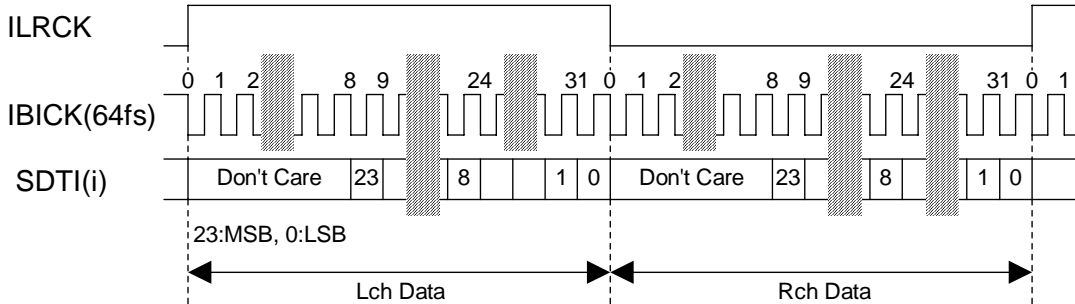 ILRCK
0 1 2 8 9 24 31 0 1 2 8 9 24 31 0 1
IBICK(64fs)
SDTI(i) Don't Care 23 8 1 0 Don't Care 23 8 1 0
23:MSB, 0:LSB
Lch Data Rch Data